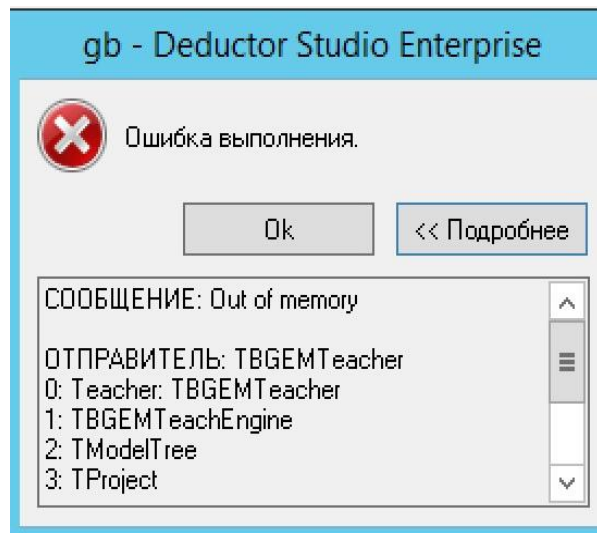 gb - Deductor Studio Enterprise
Ошибка выполнения.
Ok
<< Подробнее
СООБЩЕНИЕ: Out of memory
ОТПРАВИТЕЛЬ: TBGEMTeacher
0: Teacher: TBGEMTeacher
1: TBGEMTeachEngine
2: TModelTree
3: TProject